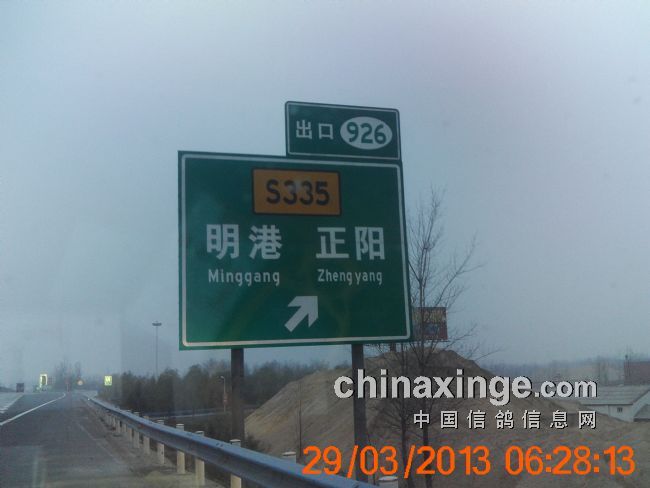 出口 926
S335
明港 正阳
Minggang Zhengyang
chinaxinge.com
中国信鸽信息网
29/03/2013 06:28:13